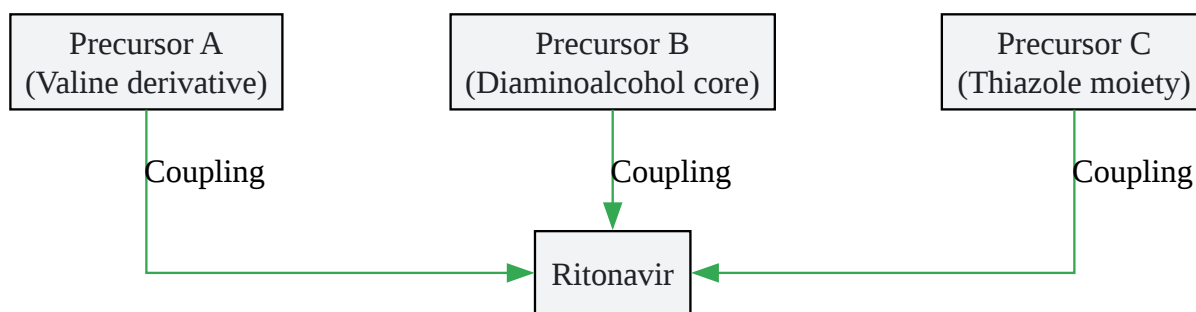 Precursor A
(Valine derivative)
Precursor B
(Diaminoalcohol core)
Precursor C
(Thiazole moiety)
Coupling
Coupling
Coupling
Ritonavir